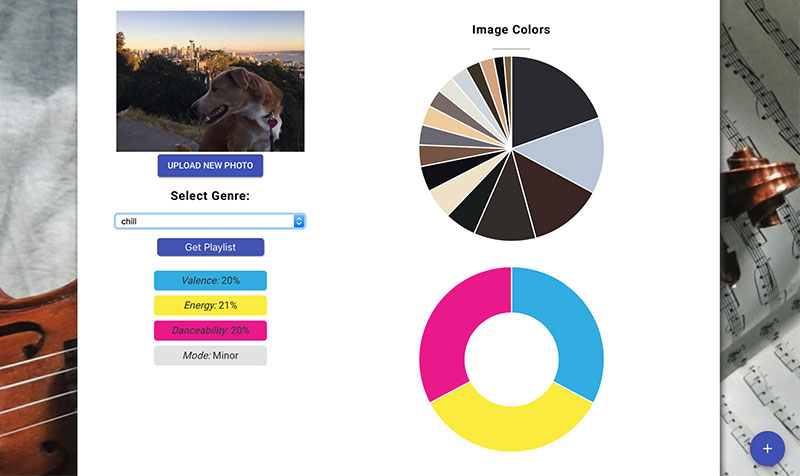 Image Colors
UPLOAD NEW PHOTO
Select Genre:
chill
Get Playlist
Valence: 20%
Energy: 21%
Danceability: 20%
Mode: Minor
+